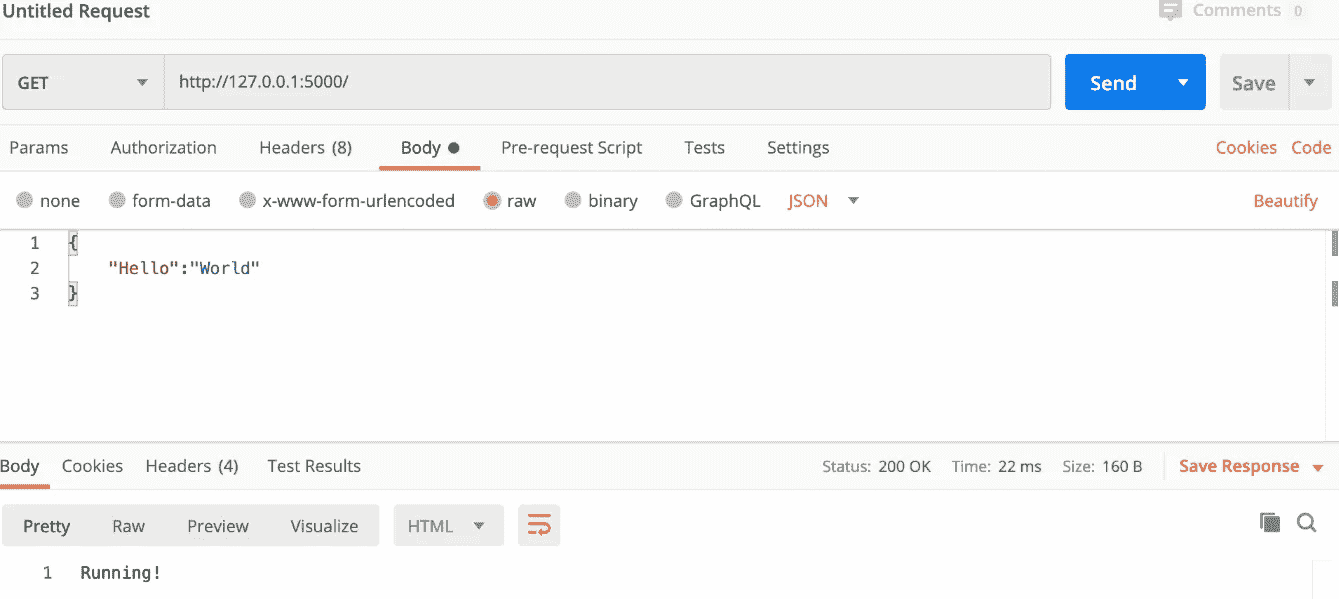 Untitled Request Comments 0
GET http://127.0.0.1:5000/ Send Save
Params Authorization Headers (8) Body Pre-request Script Tests Settings Cookies Code
none form-data x-www-form-urlencoded raw binary GraphQL JSON Beautify
1 {
2 "Hello":"World"
3 }
Body Cookies Headers (4) Test Results Status: 200 OK Time: 22 ms Size: 160 B Save Response
Pretty Raw Preview Visualize HTML
1 Running!